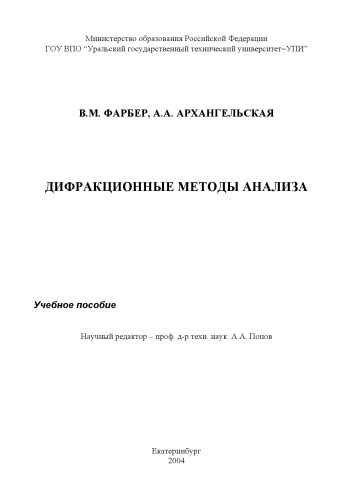 Министерство образования Российской Федерации
ГОУ ВПО “Уральский государственный технический университет–УПИ”
В.М. ФАРБЕР, А.А. АРХАНГЕЛЬСКАЯ
ДИФРАКЦИОННЫЕ МЕТОДЫ АНАЛИЗА
Учебное пособие
Научный редактор – проф. д-р техн. наук А.А. Попов
Екатеринбург
2004